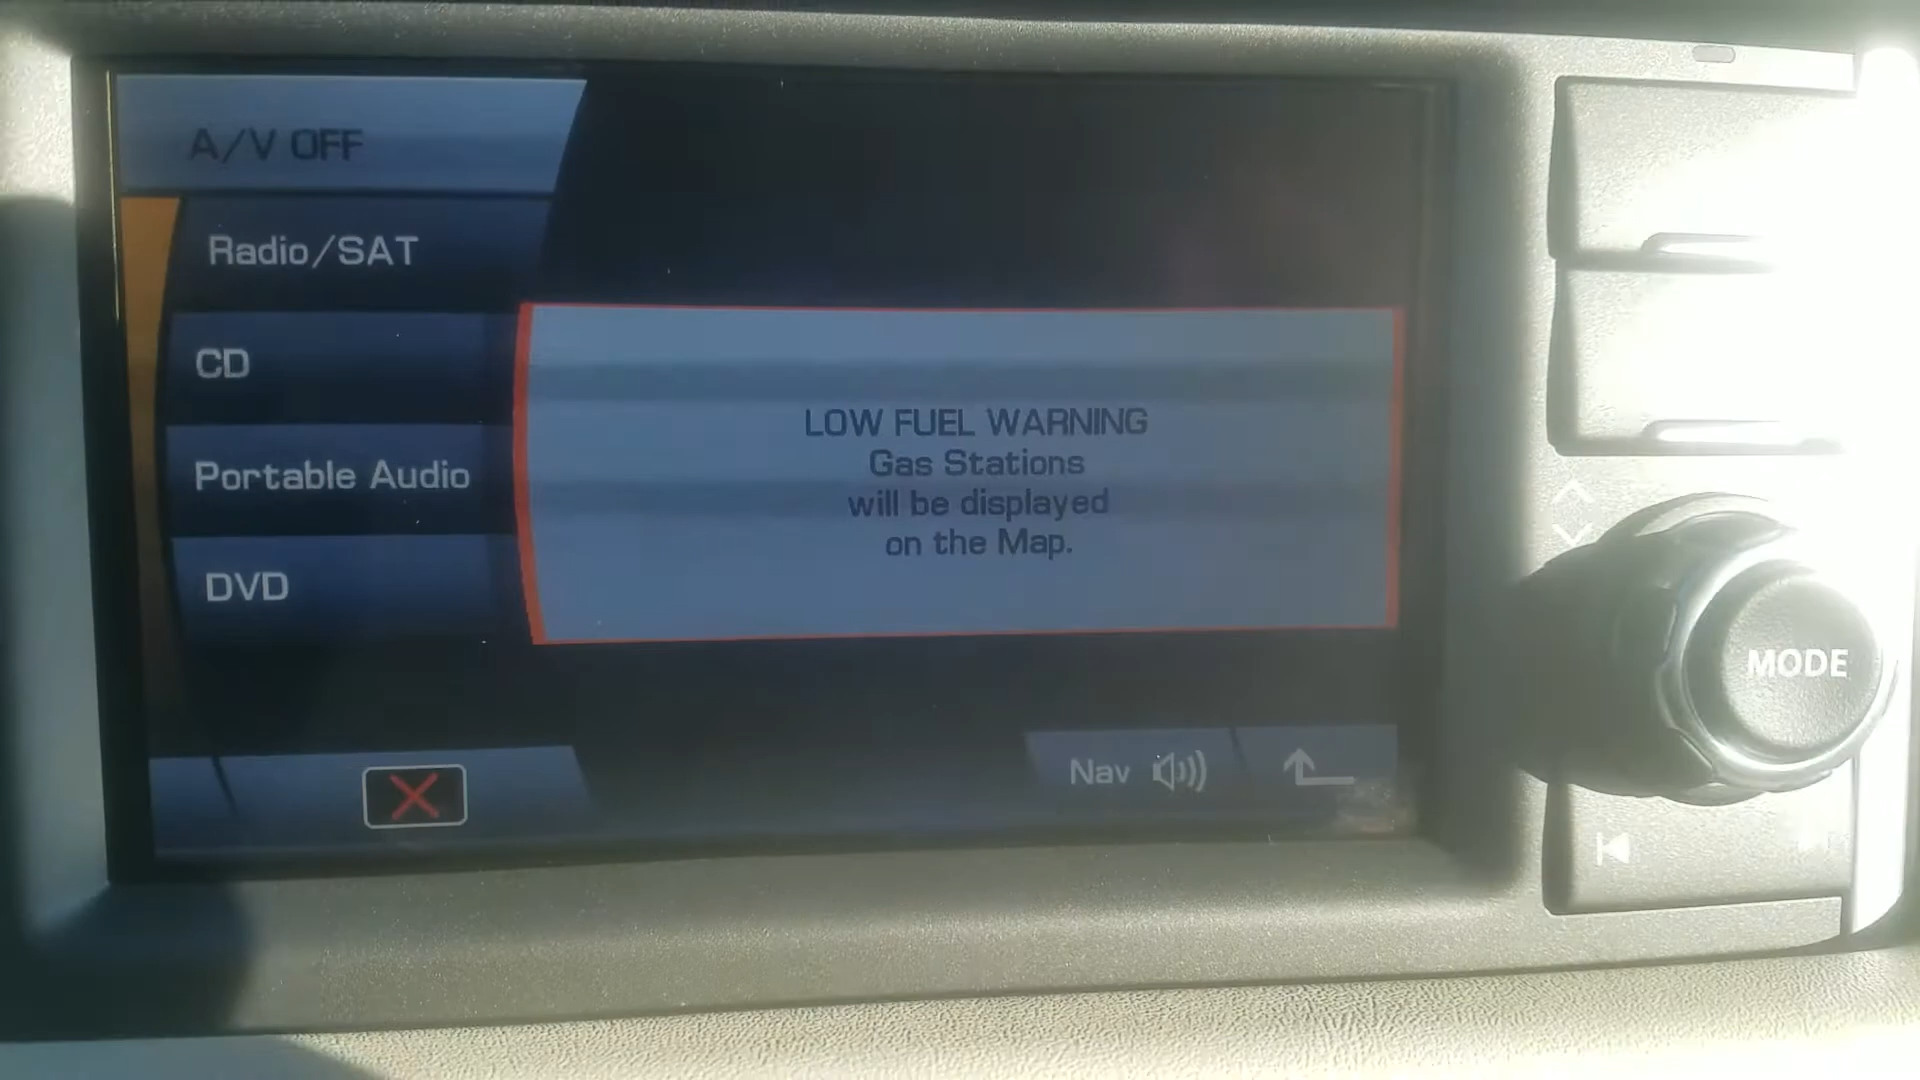 A/V OFF
Radio/SAT
CD
Portable Audio
DVD
LOW FUEL WARNING
Gas Stations
will be displayed
on the Map.
Nav
MODE